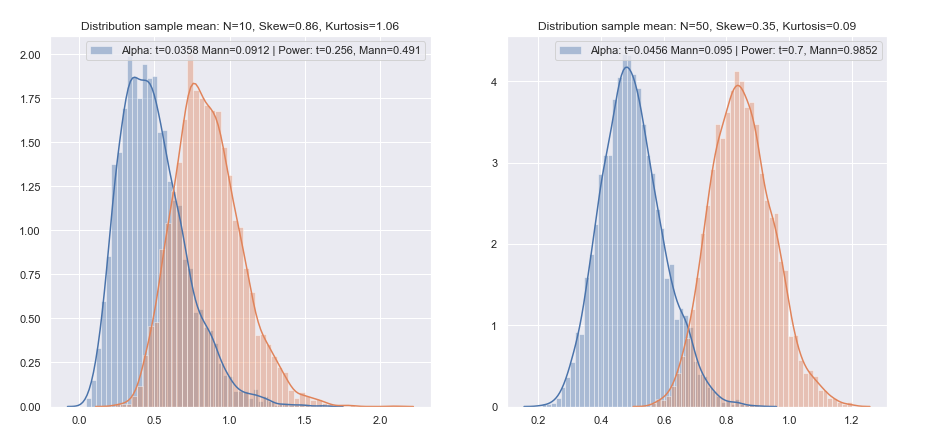 Distribution sample mean: N=10, Skew=0.86, Kurtosis=1.06
Alpha: t=0.0358 Mann=0.0912 | Power: t=0.256, Mann=0.491
2.00
1.75
1.50
1.25
1.00
0.75
0.50
0.25
0.00
0.0 0.5 1.0 1.5 2.0
Distribution sample mean: N=50, Skew=0.35, Kurtosis=0.09
Alpha: t=0.0456 Mann=0.095 | Power: t=0.7, Mann=0.9852
4
3
2
1
0
0.2 0.4 0.6 0.8 1.0 1.2